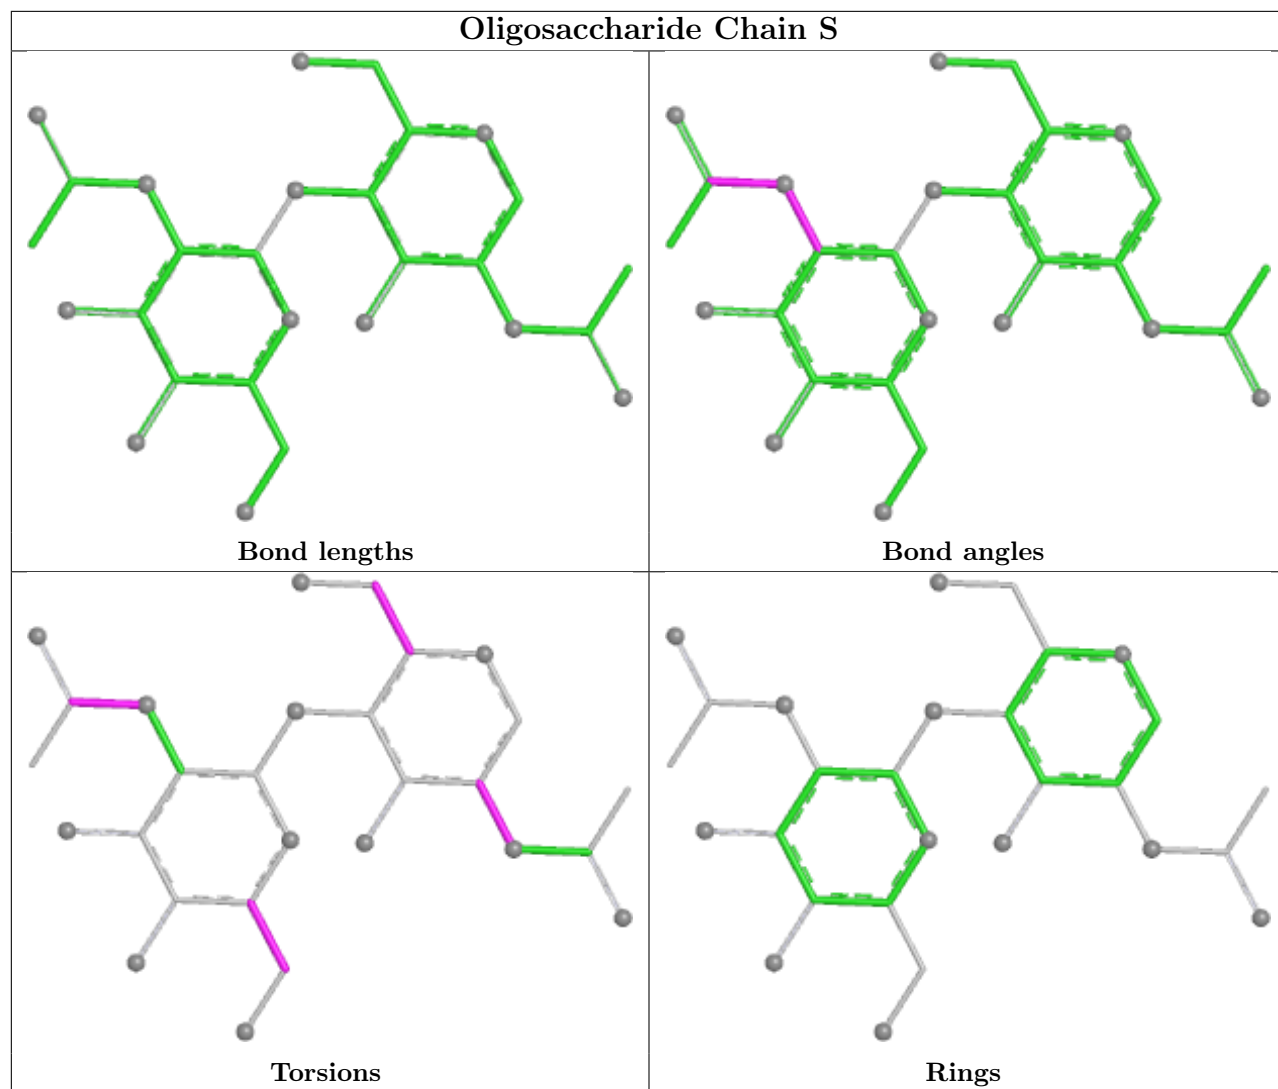 Oligosaccharide Chain S
Bond lengths
Bond angles
Torsions
Rings